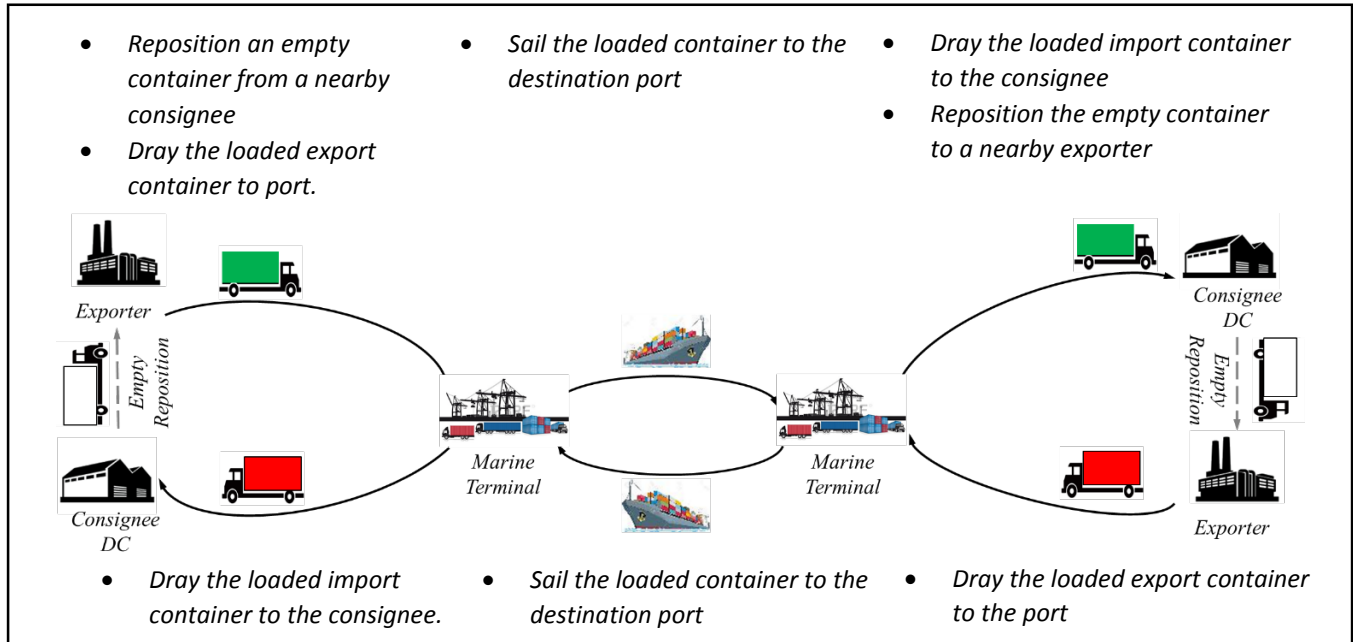 • Reposition an empty
container from a nearby
consignee
• Dray the loaded export
container to port.
• Sail the loaded container to the
destination port
• Dray the loaded import container
to the consignee
• Reposition the empty container
to a nearby exporter
Exporter
Empty
Reposition
Consignee
DC
Marine
Terminal
Marine
Terminal
Consignee
DC
Empty
Reposition
Exporter
• Dray the loaded import
container to the consignee.
• Sail the loaded container to the
destination port
• Dray the loaded export container
to the port